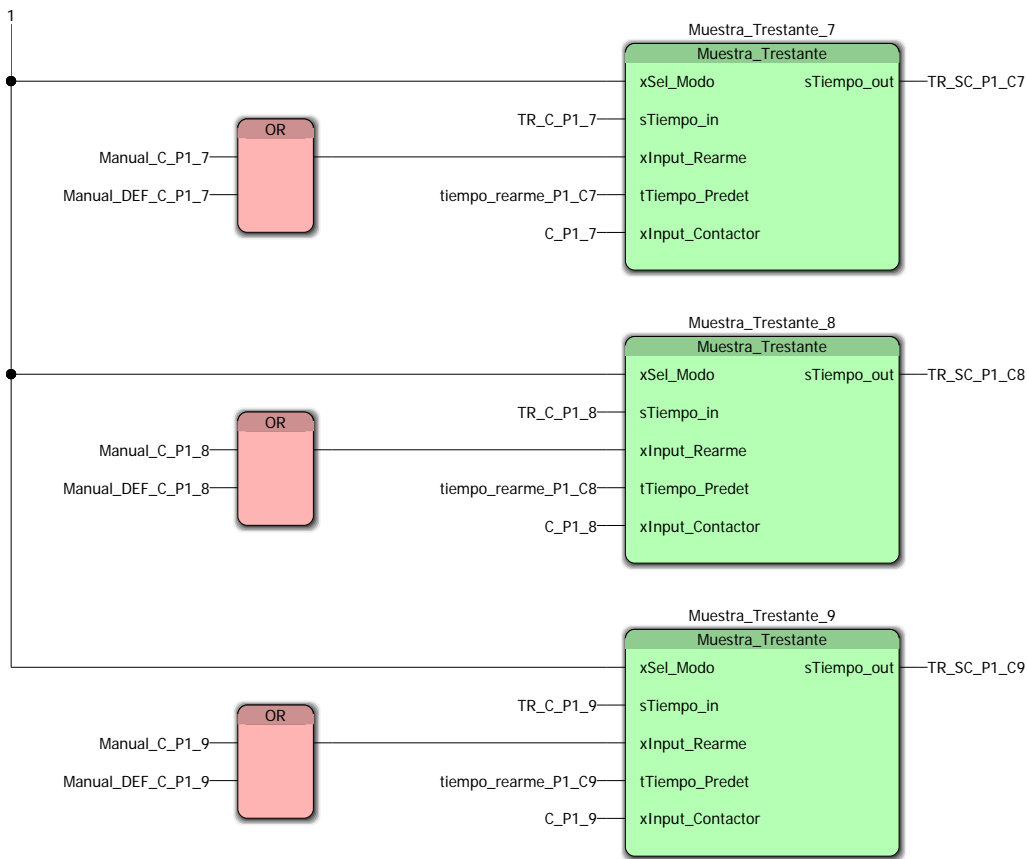 1
Muestra_Trestante_7
Muestra_Trestante
xSel_Modo sTiempo_out TR_SC_P1_C7
TR_C_P1_7 sTiempo_in
OR
Manual_C_P1_7 xInput_Rearme
Manual_DEF_C_P1_7 tiempo_rearme_P1_C7 tTiempo_Predet
C_P1_7 xInput_Contactor
Muestra_Trestante_8
Muestra_Trestante
xSel_Modo sTiempo_out TR_SC_P1_C8
TR_C_P1_8 sTiempo_in
OR
Manual_C_P1_8 xInput_Rearme
Manual_DEF_C_P1_8 tiempo_rearme_P1_C8 tTiempo_Predet
C_P1_8 xInput_Contactor
Muestra_Trestante_9
Muestra_Trestante
xSel_Modo sTiempo_out TR_SC_P1_C9
TR_C_P1_9 sTiempo_in
OR
Manual_C_P1_9 xInput_Rearme
Manual_DEF_C_P1_9 tiempo_rearme_P1_C9 tTiempo_Predet
C_P1_9 xInput_Contactor